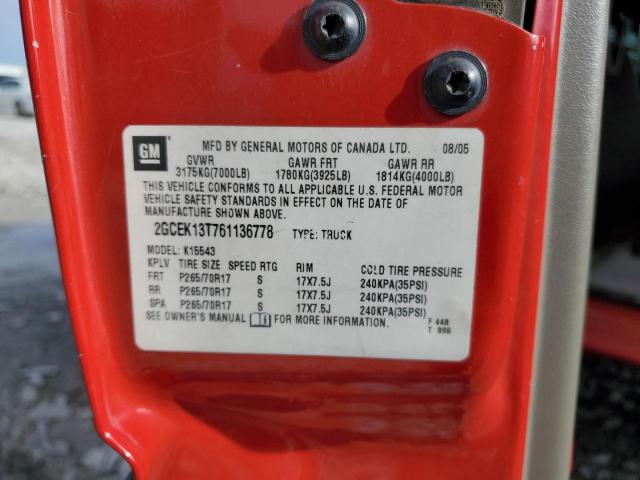 GM MFD BY GENERAL MOTORS OF CANADA LTD. 08/05
GVWR GAWR FRT GAWR RR
3175KG(7000LB) 1780KG(3925LB) 1814KG(4000LB)
THIS VEHICLE CONFORMS TO ALL APPLICABLE U.S. FEDERAL MOTOR
VEHICLE SAFETY STANDARDS IN EFFECT ON THE DATE OF
MANUFACTURE SHOWN ABOVE.
2GCEK13T761136778 TYPE: TRUCK
MODEL: K15543
KPLV TIRE SIZE SPEED RTG RIM COLD TIRE PRESSURE
FRT P265/70R17 S 17X7.5J 240KPA(35PSI)
RR P265/70R17 S 17X7.5J 240KPA(35PSI)
SPA P265/70R17 S 17X7.5J 240KPA(35PSI)
SEE OWNER'S MANUAL FOR MORE INFORMATION.
F 440
T 898